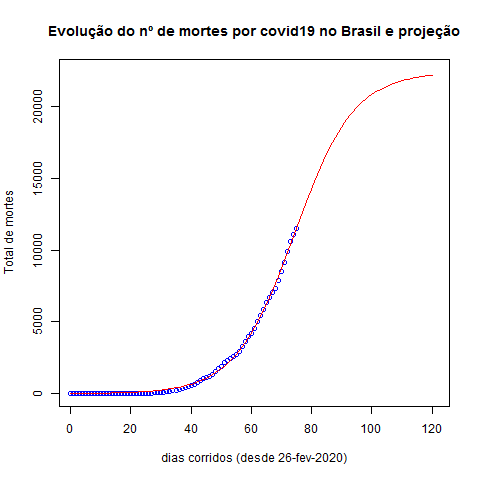 Evolução do nº de mortes por covid19 no Brasil e projeção
Total de mortes
20000
15000
10000
5000
0
0 20 40 60 80 100 120
dias corridos (desde 26-fev-2020)